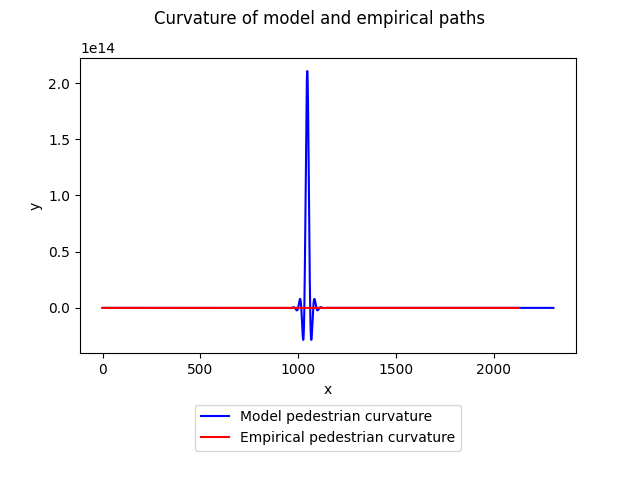 Curvature of model and empirical paths
1e14
2.0
1.5
1.0
0.5
0.0
y
0 500 1000 1500 2000
x
Model pedestrian curvature
Empirical pedestrian curvature